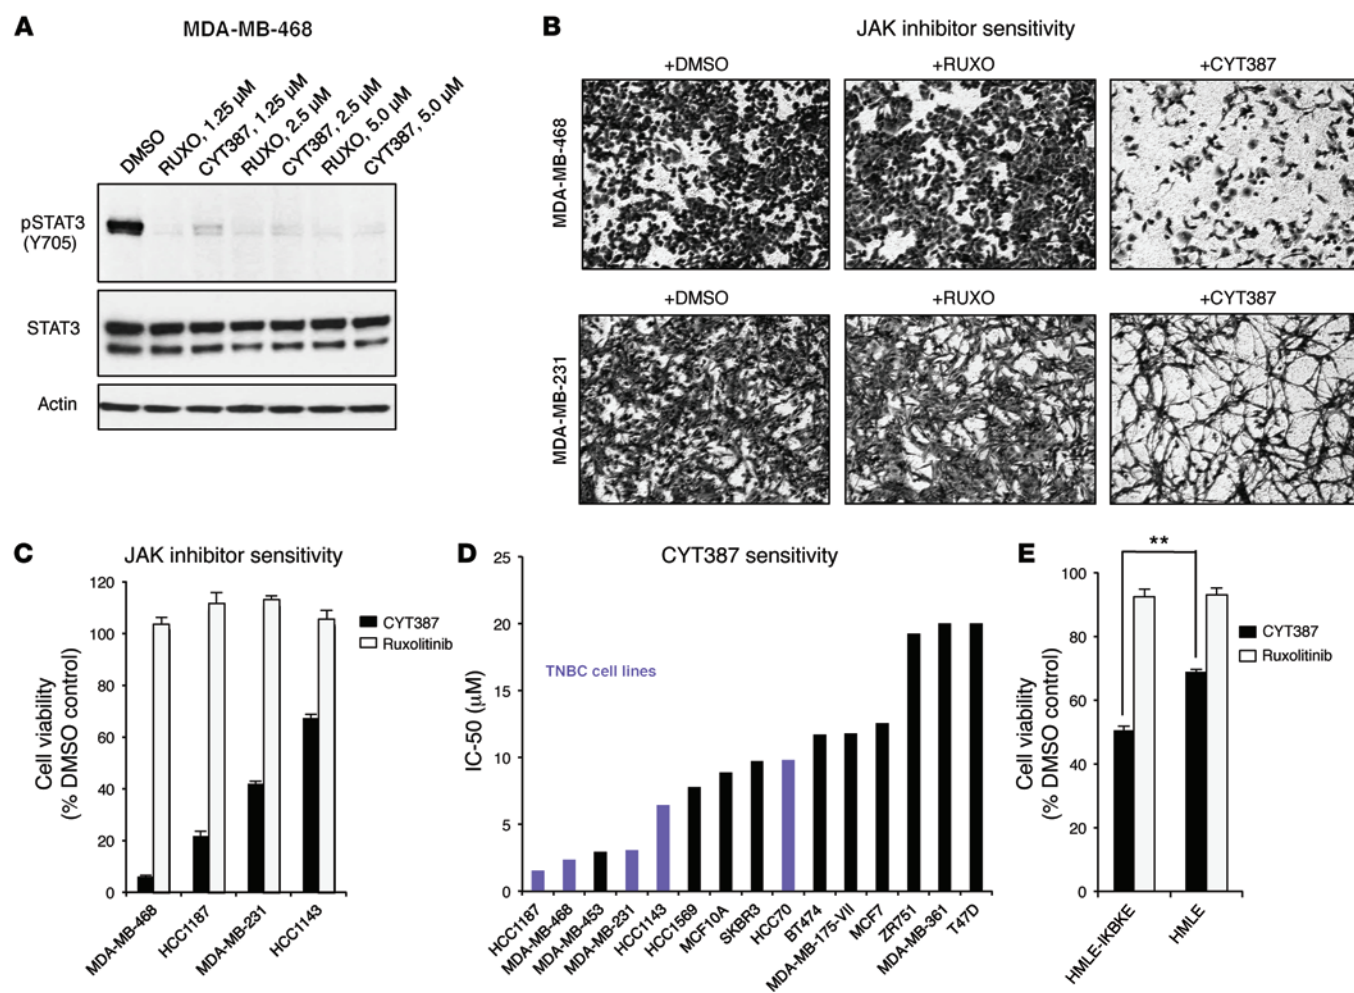 A
MDA-MB-468
DMSO
RUXO, 1.25 µM
CYT387, 1.25 µM
RUXO, 2.5 µM
CYT387, 2.5 µM
RUXO, 5.0 µM
CYT387, 5.0 µM
pSTAT3
(Y705)
STAT3
Actin
B
JAK inhibitor sensitivity
+DMSO
+RUXO
+CYT387
MDA-MB-468
+DMSO
+RUXO
+CYT387
MDA-MB-231
C
JAK inhibitor sensitivity
Cell viability
(% DMSO control)
120
100
80
60
40
20
0
CYT387
Ruxolitinib
MDA-MB-468
HCC1187
MDA-MB-231
HCC1143
D
CYT387 sensitivity
IC-50 (µM)
25
20
15
10
5
0
TNBC cell lines
HCC1187
MDA-MB-468
MDA-MB-453
MDA-MB-231
HCC1143
HCC1569
MCF10A
SKBR3
HCC70
BT474
MDA-MB-175-VII
MCF7
ZR751
MDA-MB-361
T47D
E
**
Cell viability
(% DMSO control)
100
80
60
40
20
0
CYT387
Ruxolitinib
HMLE-IKBKE
HMLE